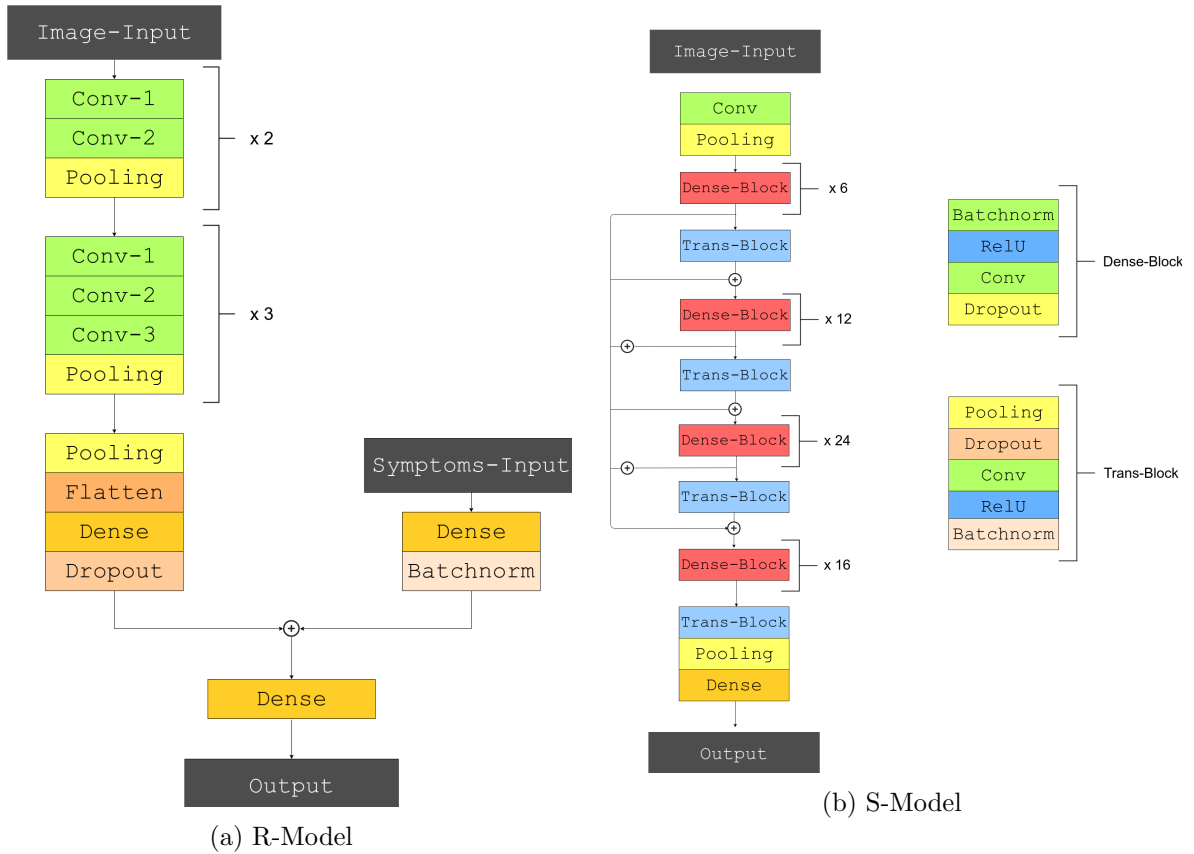 Image-Input
Conv-1
Conv-2
Pooling
x 2
Conv-1
Conv-2
Conv-3
Pooling
x 3
Pooling
Flatten
Dense
Dropout
Symptoms-Input
Dense
Batchnorm
+
Dense
Output
(a) R-Model
Image-Input
Conv
Pooling
Dense-Block
x 6
Trans-Block
+
Dense-Block
x 12
+
Trans-Block
+
Dense-Block
x 24
+
Trans-Block
+
Dense-Block
x 16
Trans-Block
Pooling
Dense
Output
Batchnorm
RelU
Conv
Dropout
Dense-Block
Pooling
Dropout
Conv
RelU
Batchnorm
Trans-Block
(b) S-Model